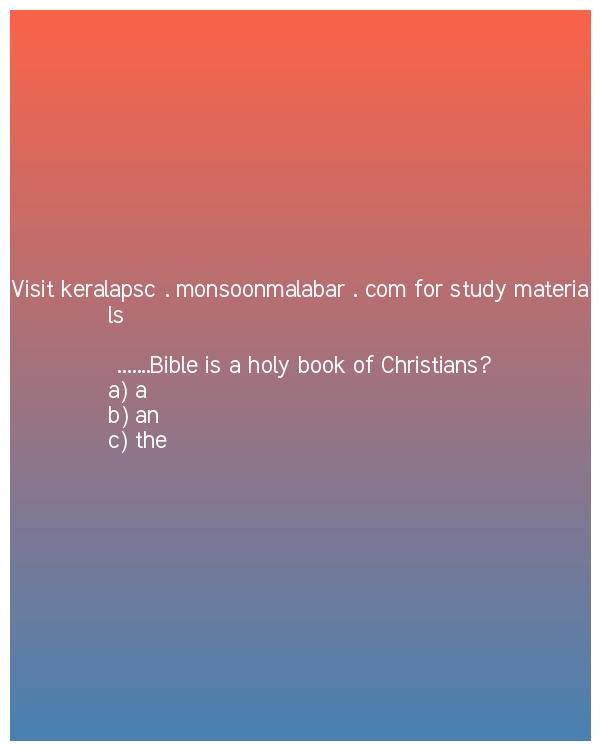 Visit keralapsc . monsoonmalabar . com for study materia
ls
.......Bible is a holy book of Christians?
a) a
b) an
c) the